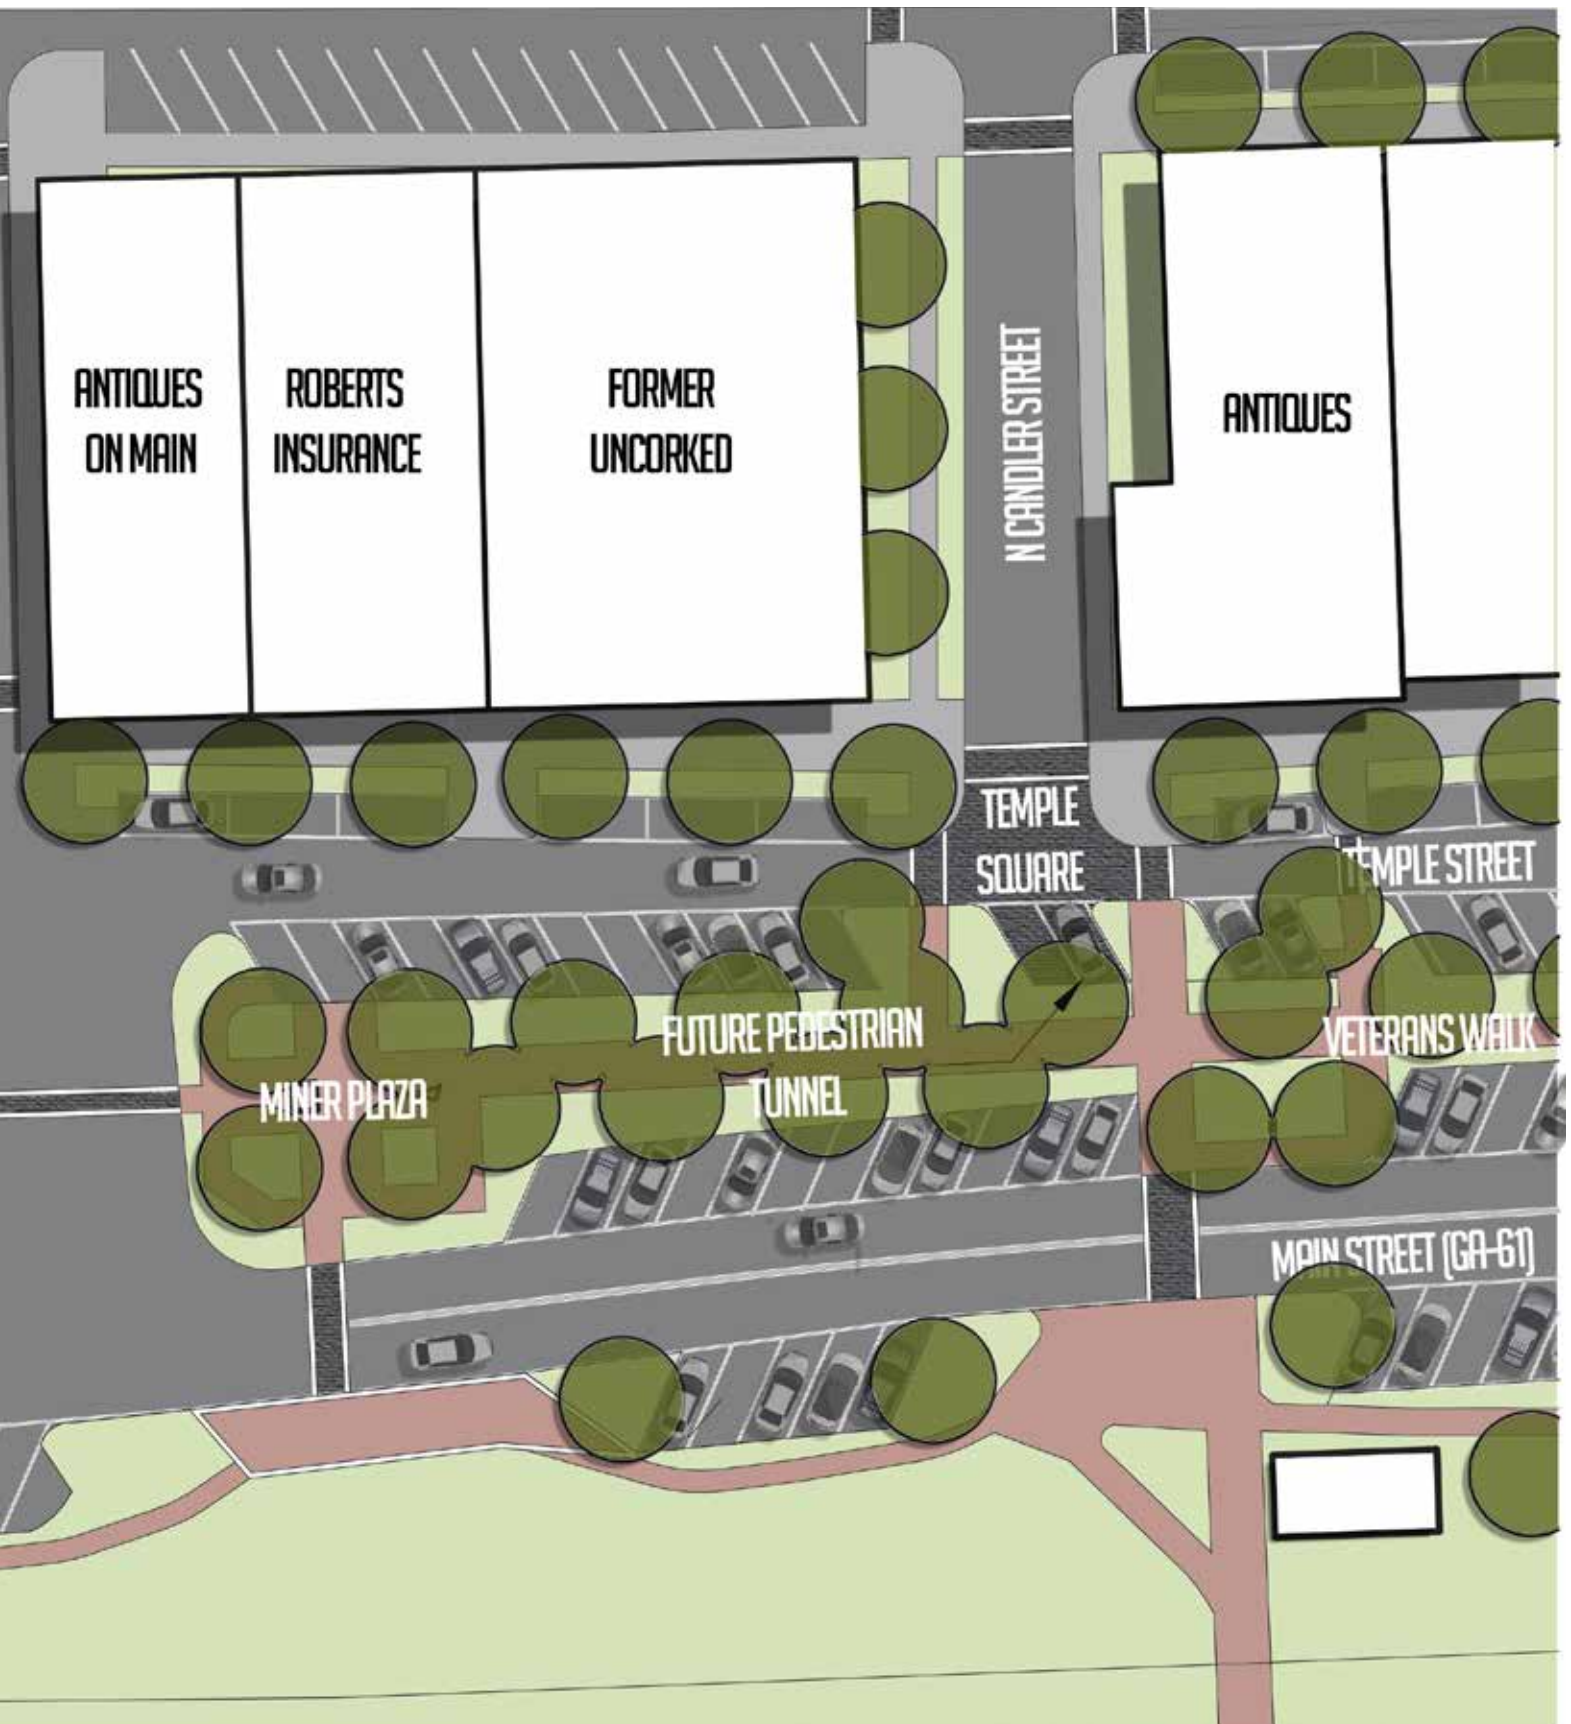 ANTIQUES
ON MAIN
ROBERTS
INSURANCE
FORMER
UNCORKED
N CANDLER STREET
ANTIQUES
TEMPLE
SQUARE
TEMPLE STREET
FUTURE PEDESTRIAN
TUNNEL
VETERANS WALK
MINER PLAZA
MAIN STREET (GA-61)